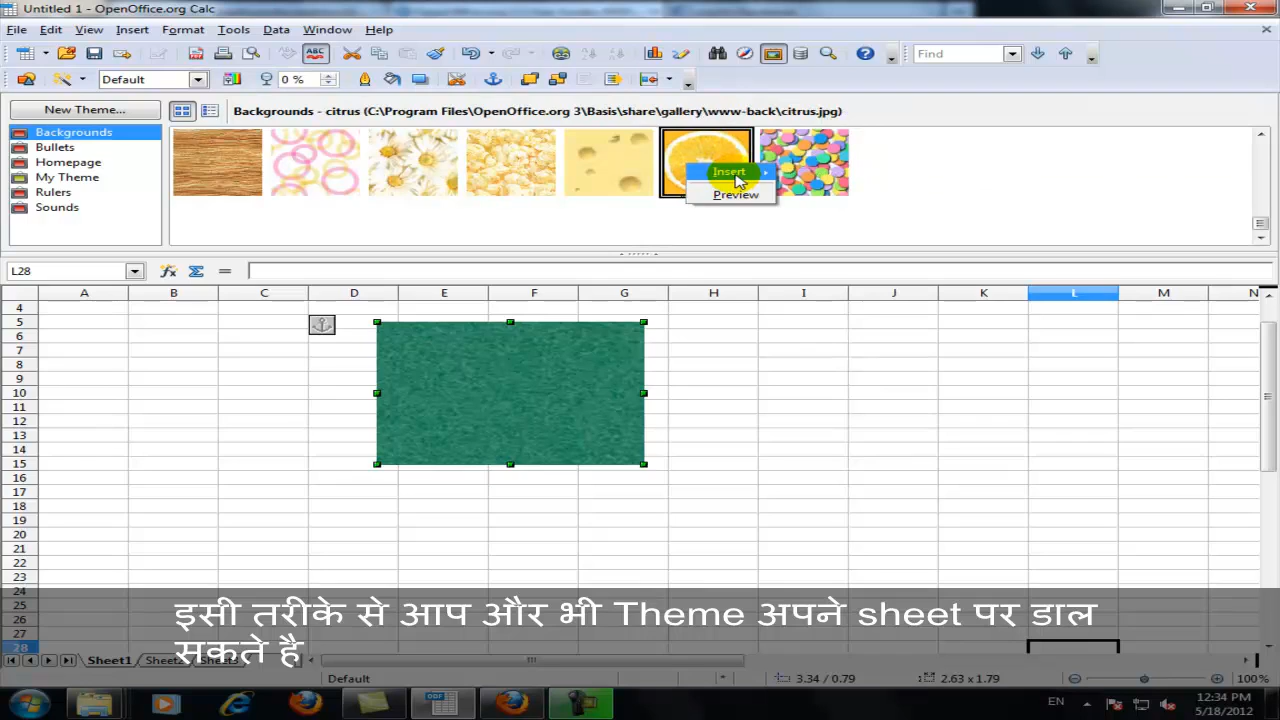 Untitled 1 - OpenOffice.org Calc
File Edit View Insert Format Tools Data Window Help
ABC Find
Default 0 %
New Theme... Backgrounds - citrus (C:\Program Files\OpenOffice.org 3\Basis\share\gallery\www-back\citrus.jpg)
Backgrounds
Bullets
Homepage
My Theme
Rulers
Sounds
Insert
Preview
L28
A B C D E F G H I J K L M N
4
5
6
7
8
9
10
11
12
13
14
15
16
17
18
19
20
21
22
23
24
25
26
27
28
इसी तरीके से आप और भी Theme अपने sheet पर डाल
सकते है
Sheet1 Sheet2 Sheet3
Default * 3.34 / 0.79 2.63 x 1.79 100%
EN 12:34 PM
5/18/2012